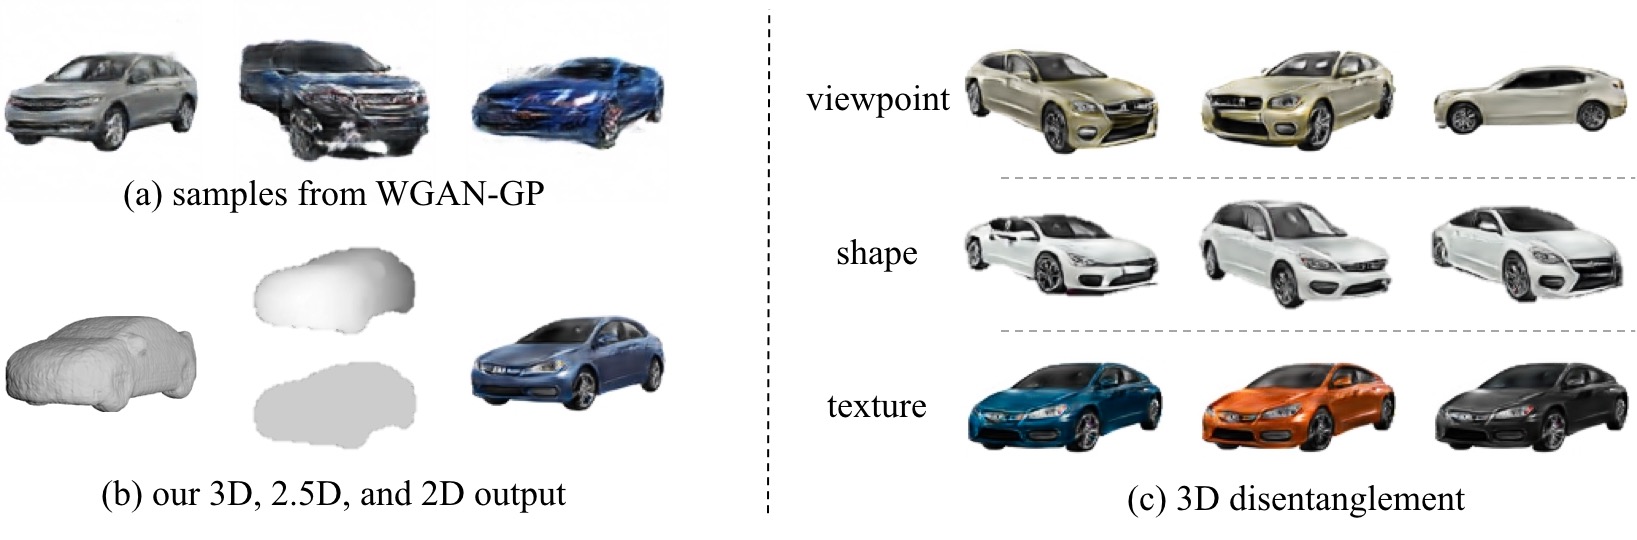 (a) samples from WGAN-GP
(b) our 3D, 2.5D, and 2D output
viewpoint
shape
texture
(c) 3D disentanglement